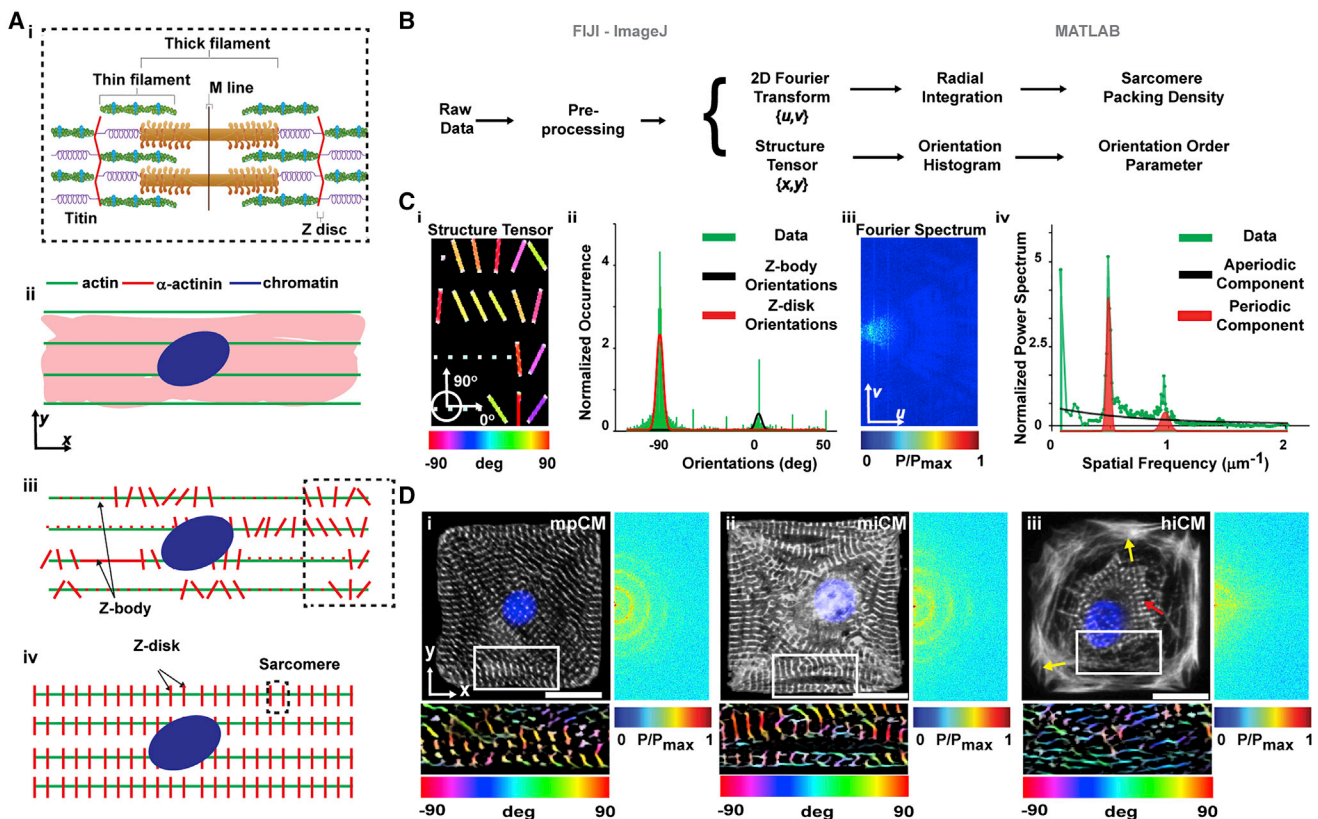 A
i
Thick filament
Thin filament
M line
Titin
Z disc
actin α-actinin chromatin
ii
y
x
iii
Z-body
iv
Z-disk
Sarcomere
B
FIJI - ImageJ
MATLAB
Raw
Data
Pre-
processing
{
2D Fourier
Transform
{u,v}
Radial
Integration
Sarcomere
Packing Density
Structure
Tensor
{x,y}
Orientation
Histogram
Orientation Order
Parameter
C
i
Structure Tensor
90°
0°
-90 deg 90
ii
Normalized Occurrence
4
2
0
-90 0 50
Orientations (deg)
Data
Z-body
Orientations
Z-disk
Orientations
iii
Fourier Spectrum
v
u
0 P/Pmax 1
iv
Normalized Power Spectrum
5
2.5
0
0 1 2.0
Spatial Frequency (μm-1)
Data
Aperiodic
Component
Periodic
Component
D
i
mpCM
y
x
0 P/Pmax 1
-90 deg 90
ii
miCM
0 P/Pmax 1
-90 deg 90
iii
hiCM
0 P/Pmax 1
-90 deg 90